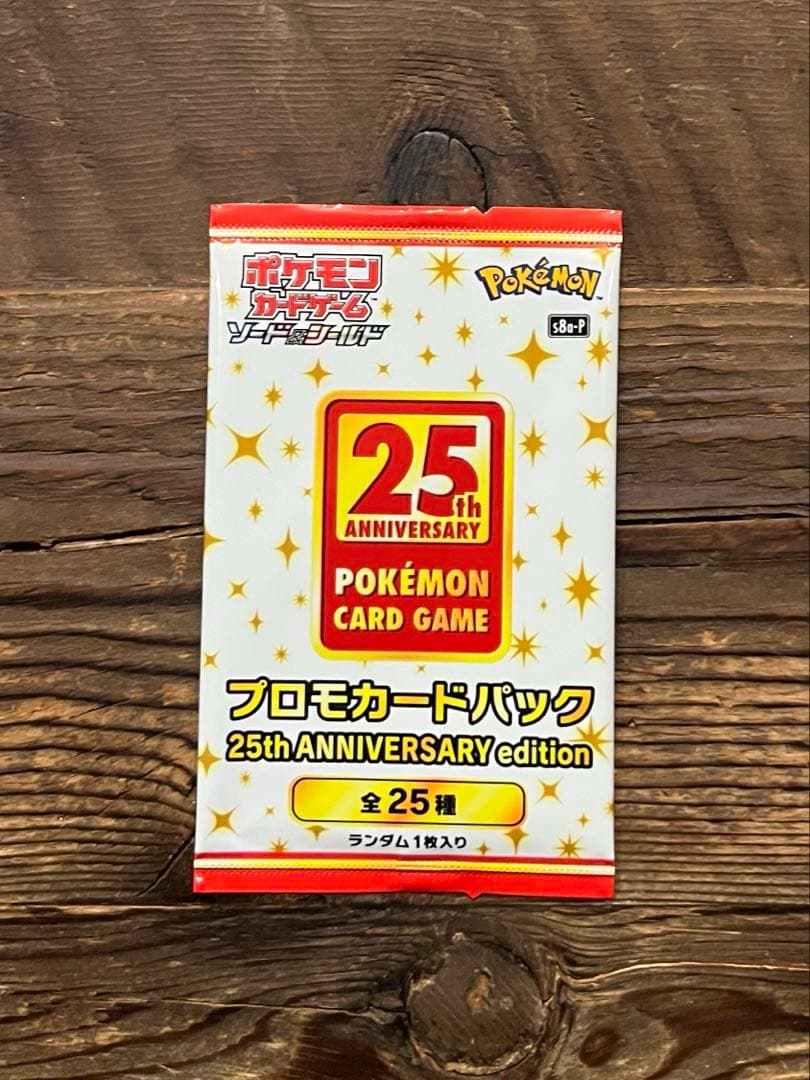 ポケモン
カードゲーム
ソード&シールド
POKéMON
s8a-P
25th
ANNIVERSARY
POKÉMON
CARD GAME
プロモカードパック
25th ANNIVERSARY edition
全25種
ランダム1枚入り